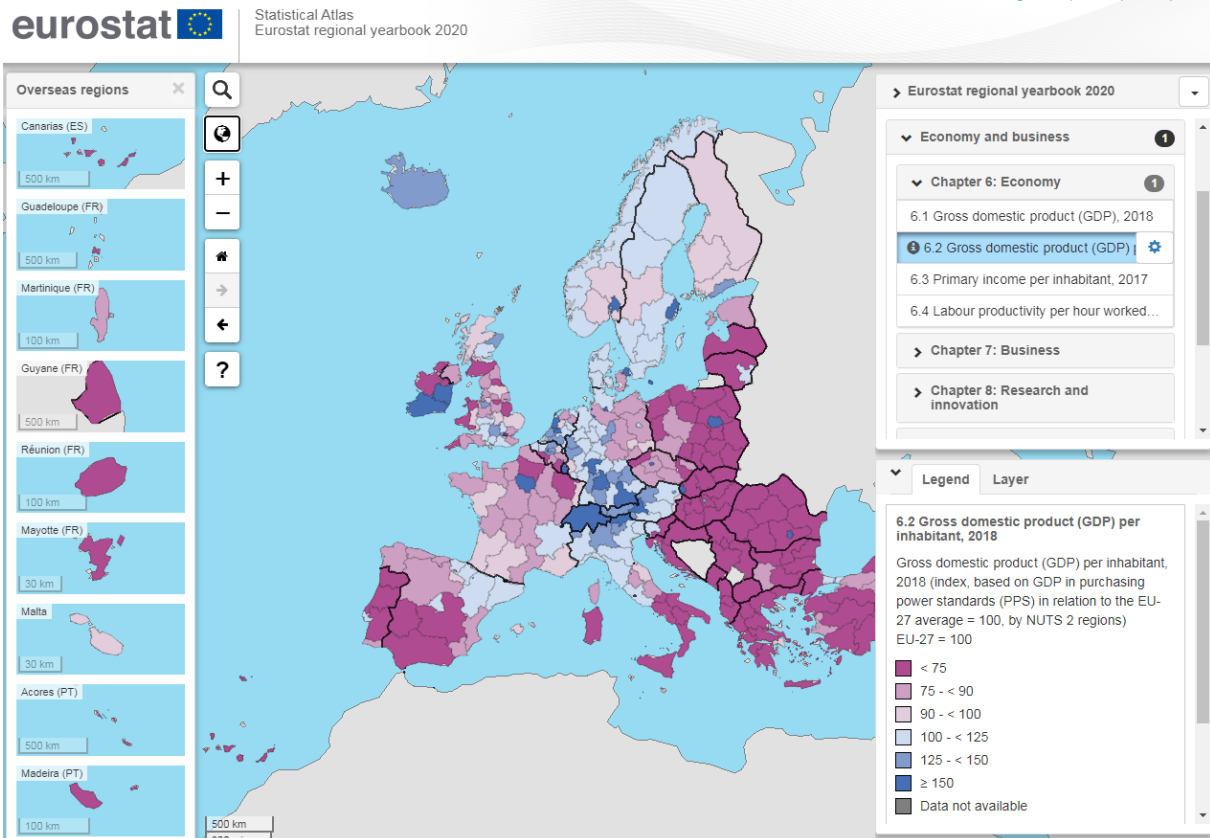 eurostat
Statistical Atlas
Eurostat regional yearbook 2020
Overseas regions
Canarias (ES)
500 km
Guadeloupe (FR)
500 km
Martinique (FR)
100 km
Guyane (FR)
500 km
Réunion (FR)
100 km
Mayotte (FR)
30 km
Malta
30 km
Acores (PT)
500 km
Madeira (PT)
100 km
?
500 km
Eurostat regional yearbook 2020
Economy and business 1
Chapter 6: Economy 1
6.1 Gross domestic product (GDP), 2018
6.2 Gross domestic product (GDP)
6.3 Primary income per inhabitant, 2017
6.4 Labour productivity per hour worked...
Chapter 7: Business
Chapter 8: Research and
innovation
Legend Layer
6.2 Gross domestic product (GDP) per
inhabitant, 2018
Gross domestic product (GDP) per inhabitant,
2018 (index, based on GDP in purchasing
power standards (PPS) in relation to the EU-
27 average = 100, by NUTS 2 regions)
EU-27 = 100
< 75
75 - < 90
90 - < 100
100 - < 125
125 - < 150
≥ 150
Data not available